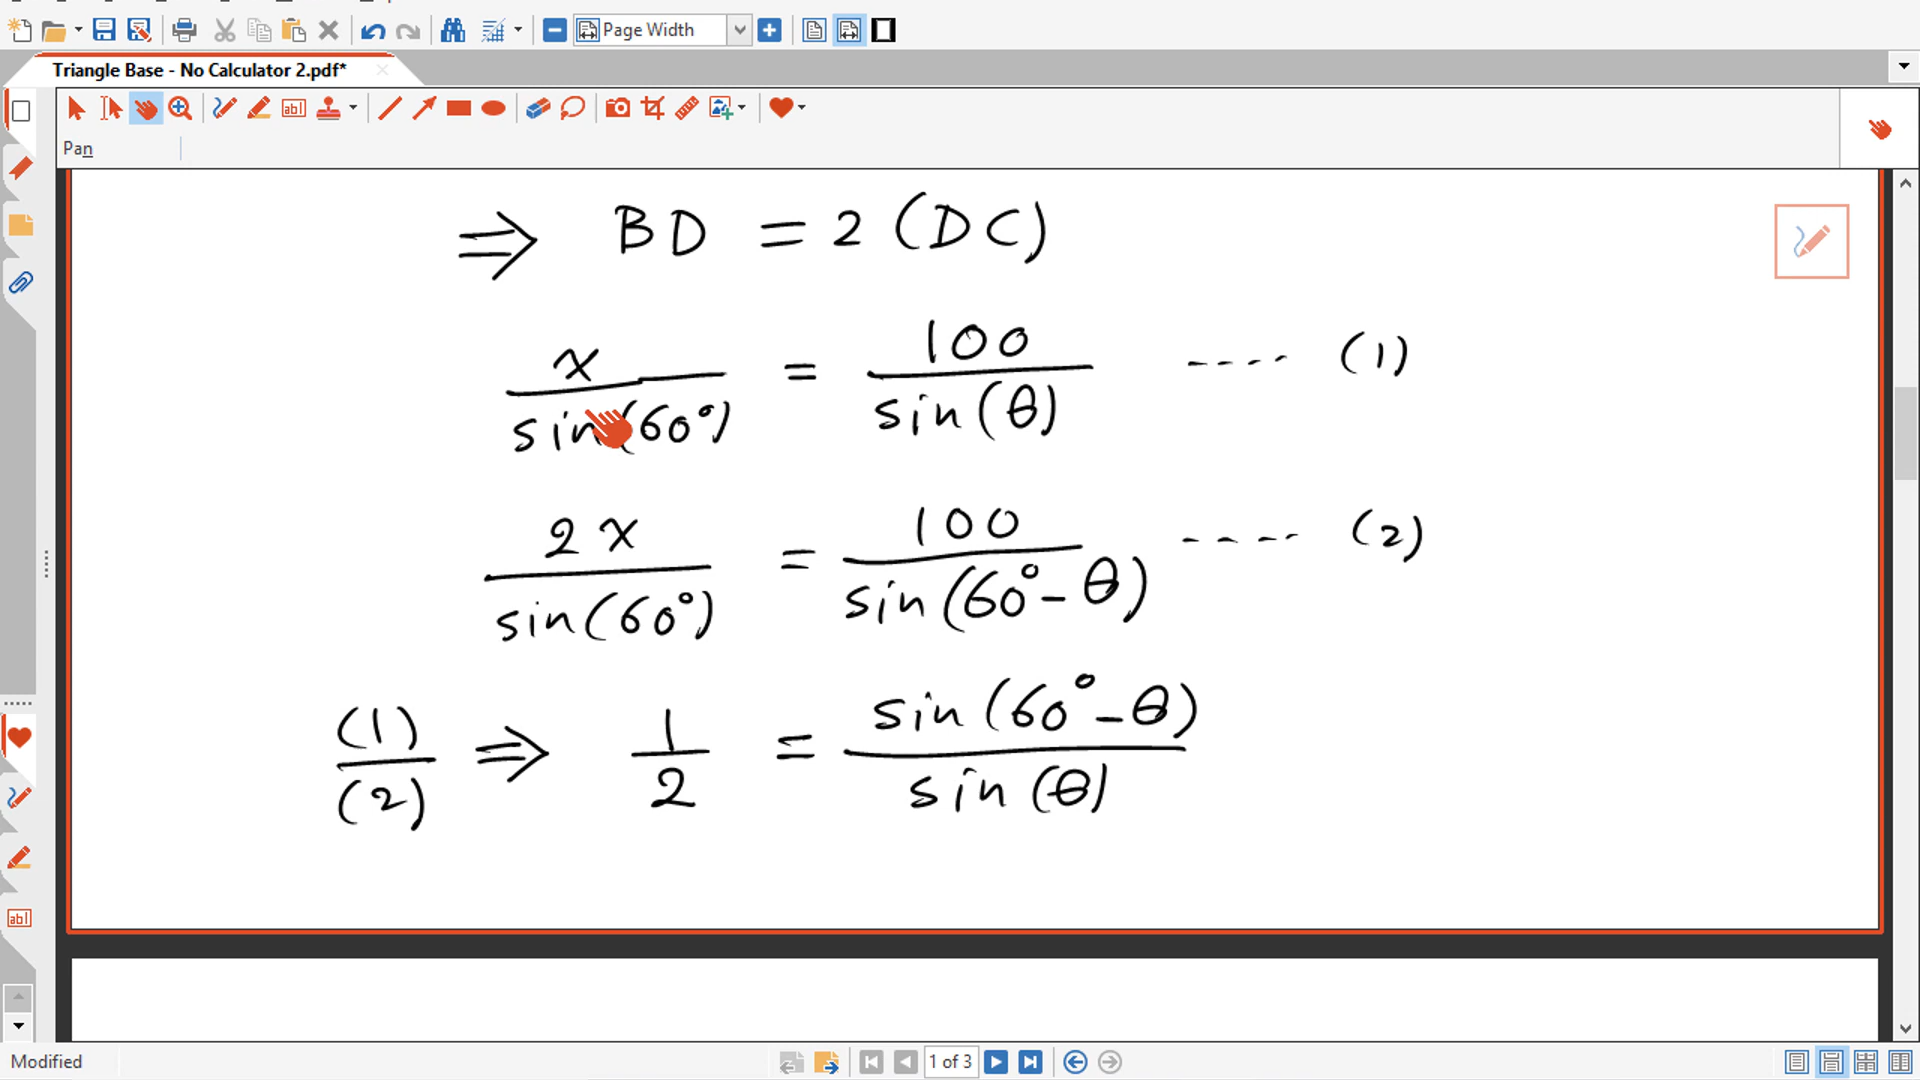 Page Width
Triangle Base - No Calculator 2.pdf*
Pan
⇒ BD = 2 (DC)
x / sin(60°) = 100 / sin(θ) ---- (1)
2x / sin(60°) = 100 / sin(60° - θ) ---- (2)
(1) / (2) ⇒ 1 / 2 = sin(60° - θ) / sin(θ)
Modified
1 of 3